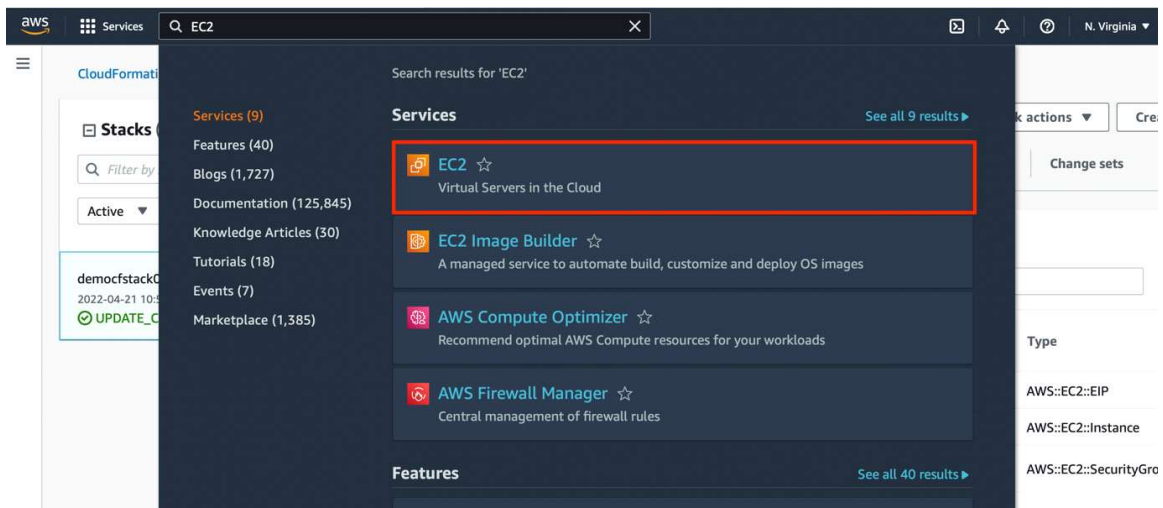 aws
Services
EC2
N. Virginia
CloudFormati
Search results for 'EC2'
Services (9)
Features (40)
Blogs (1,727)
Documentation (125,845)
Knowledge Articles (30)
Tutorials (18)
Events (7)
Marketplace (1,385)
Services
See all 9 results
EC2
Virtual Servers in the Cloud
EC2 Image Builder
A managed service to automate build, customize and deploy OS images
AWS Compute Optimizer
Recommend optimal AWS Compute resources for your workloads
AWS Firewall Manager
Central management of firewall rules
Features
See all 40 results
Stacks (
Filter by
Active
democfstack0
2022-04-21 10:5
UPDATE_C
k actions
Cre
Change sets
Type
AWS::EC2::EIP
AWS::EC2::Instance
AWS::EC2::SecurityGro